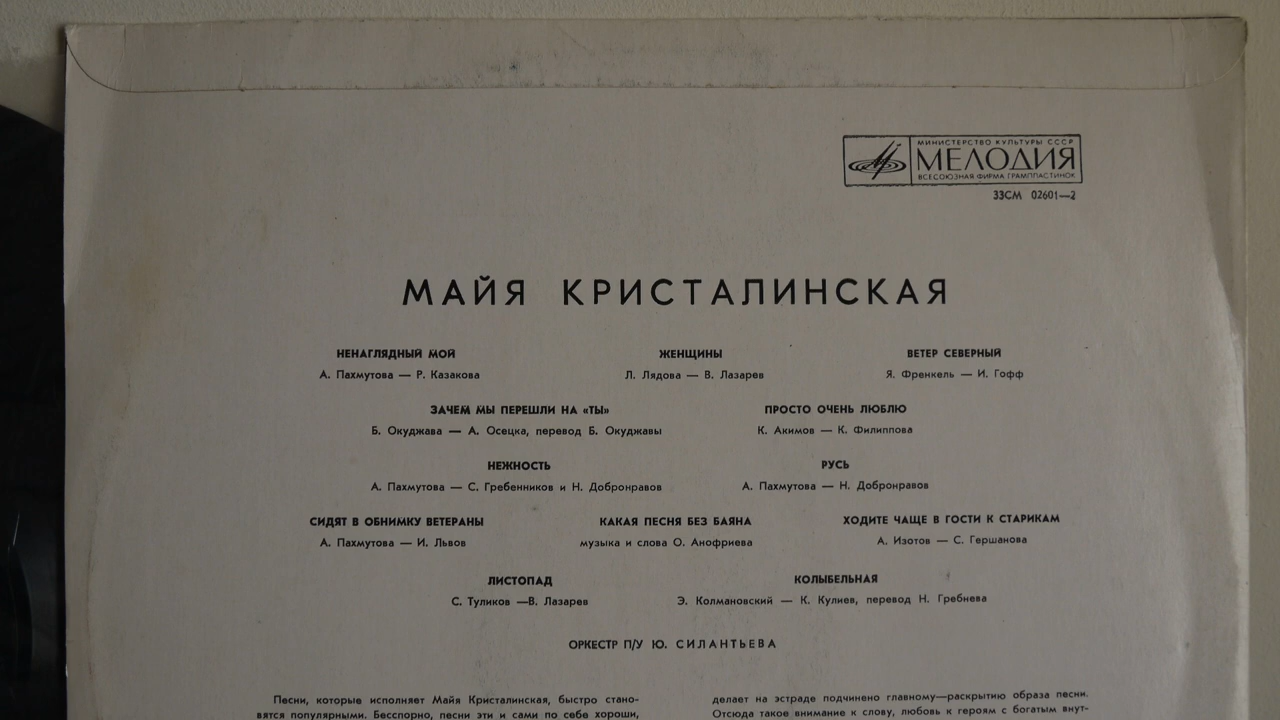 МИНИСТЕРСТВО КУЛЬТУРЫ СССР
МЕЛОДИЯ
ВСЕСОЮЗНАЯ ФИРМА ГРАМПЛАСТИНОК
33СМ 02601—2
МАЙЯ КРИСТАЛИНСКАЯ
НЕНАГЛЯДНЫЙ МОЙ ЖЕНЩИНЫ ВЕТЕР СЕВЕРНЫЙ
А. Пахмутова — Р. Казакова Л. Лядова — В. Лазарев Я. Френкель — И. Гофф
ЗАЧЕМ МЫ ПЕРЕШЛИ НА «ТЫ» ПРОСТО ОЧЕНЬ ЛЮБЛЮ
Б. Окуджава — А. Осецка, перевод Б. Окуджавы К. Акимов — К. Филиппова
НЕЖНОСТЬ РУСЬ
А. Пахмутова — С. Гребенников и Н. Добронравов А. Пахмутова — Н. Добронравов
СИДЯТ В ОБНИМКУ ВЕТЕРАНЫ КАКАЯ ПЕСНЯ БЕЗ БАЯНА ХОДИТЕ ЧАЩЕ В ГОСТИ К СТАРИКАМ
А. Пахмутова — И. Львов музыка и слова О. Анофриева А. Изотов — С. Гершанова
ЛИСТОПАД КОЛЫБЕЛЬНАЯ
С. Туликов —В. Лазарев Э. Колмановский — К. Кулиев, перевод Н. Гребнева
ОРКЕСТР П/У Ю. СИЛАНТЬЕВА
Песни, которые исполняет Майя Кристалинская, быстро стано-
вятся популярными. Бесспорно, песни эти и сами по себе хороши,
делает на эстраде подчинено главному—раскрытию образа песни.
Отсюда такое внимание к слову, любовь к героям с богатым внут-